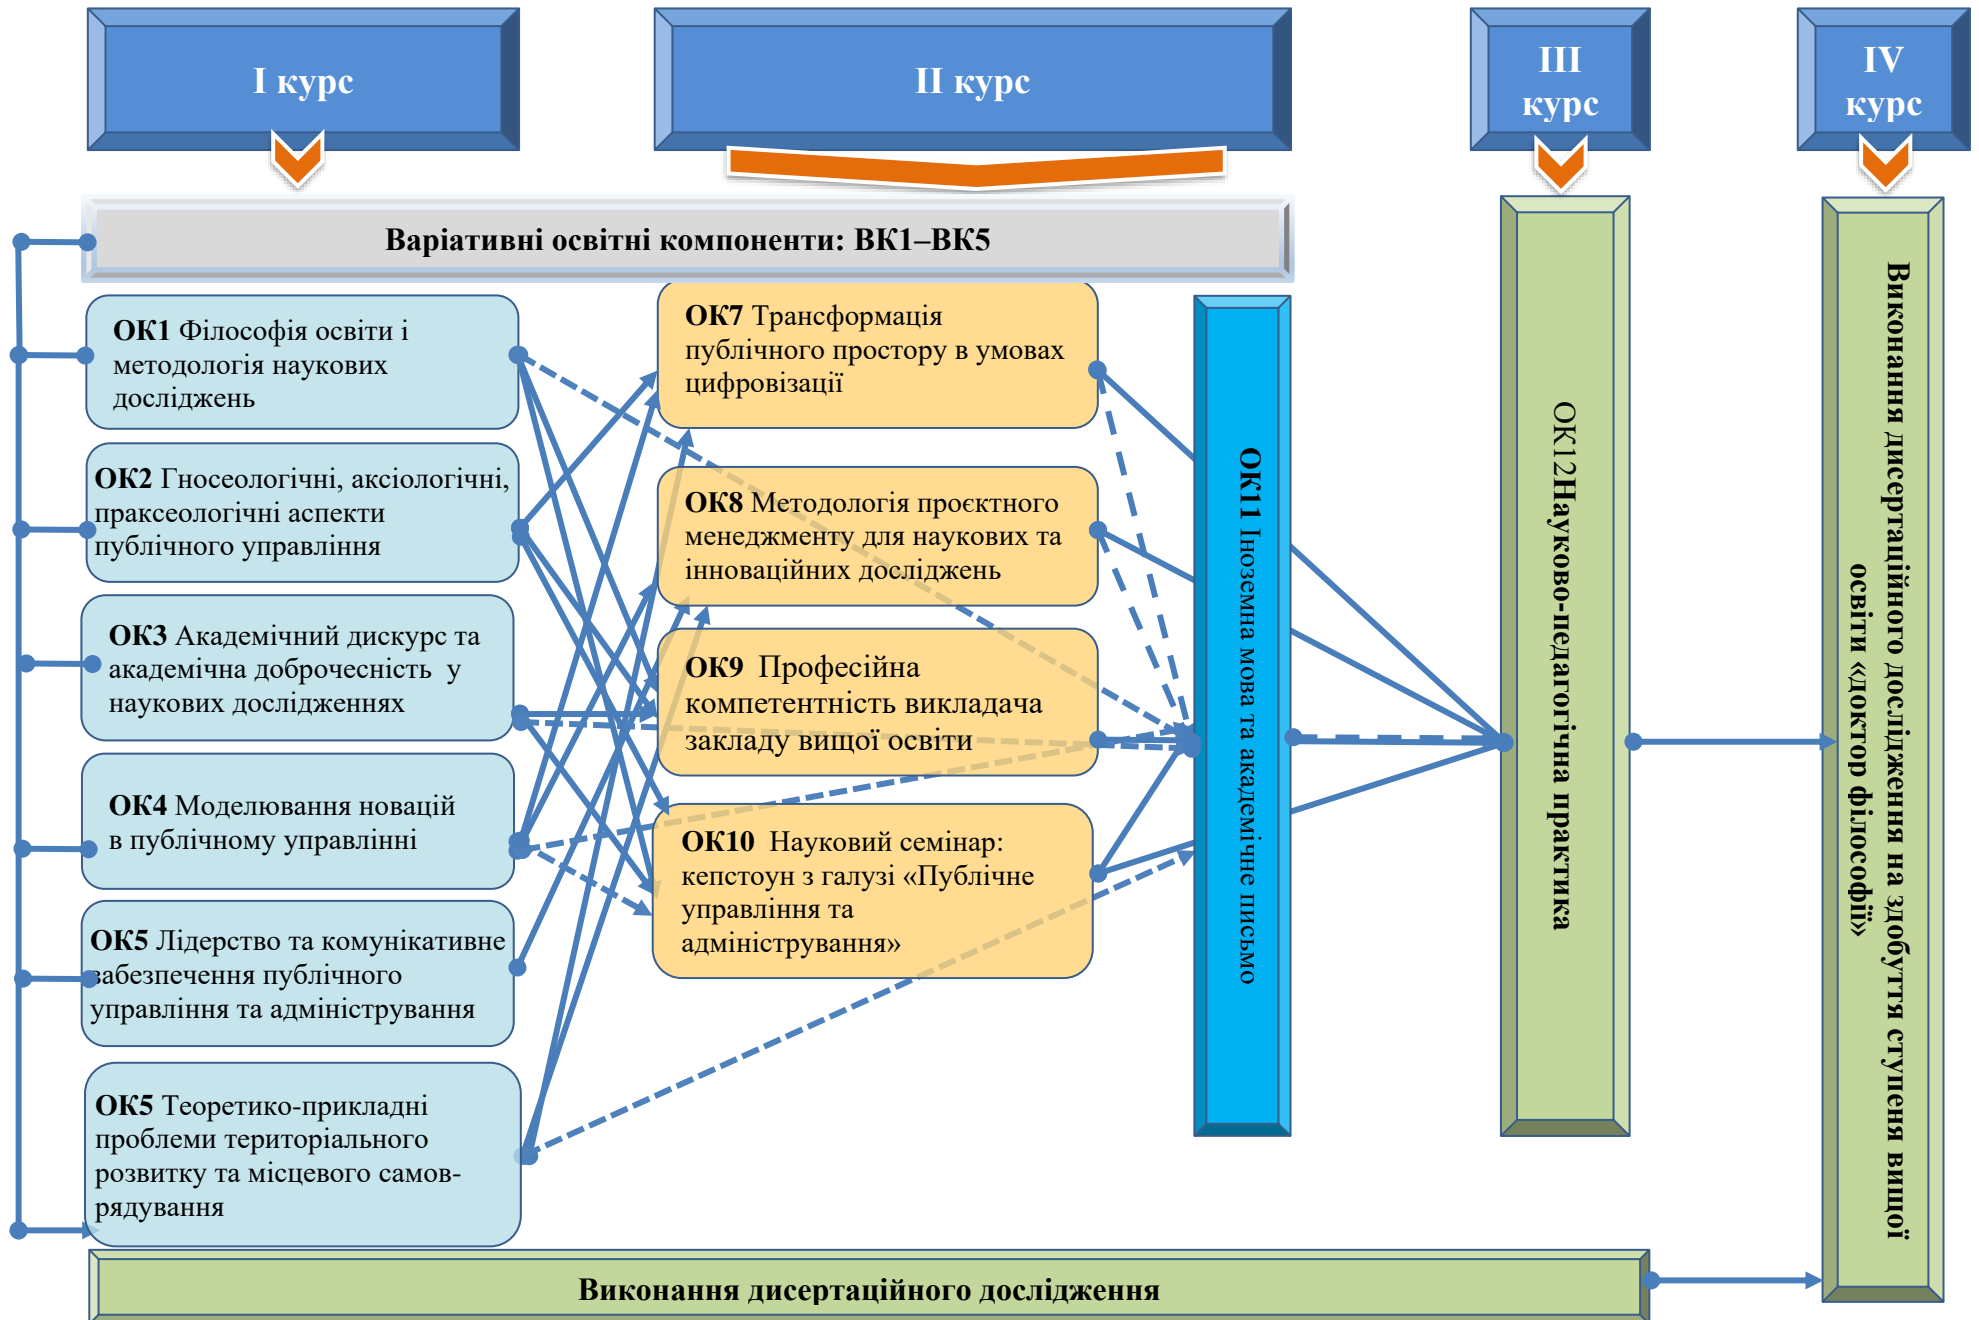 I курс
II курс
III
курс
IV
курс
Варіативні освітні компоненти: ВК1–ВК5
ОК1 Філософія освіти і
методологія наукових
досліджень
ОК2 Гносеологічні, аксіологічні,
праксеологічні аспекти
публічного управління
ОК3 Академічний дискурс та
академічна доброчесність у
наукових дослідженнях
ОК4 Моделювання новацій
в публічному управлінні
ОК5 Лідерство та комунікативне
забезпечення публічного
управління та адміністрування
ОК5 Теоретико-прикладні
проблеми територіального
розвитку та місцевого самов-
рядування
ОК7 Трансформація
публічного простору в умовах
цифровізації
ОК8 Методологія проєктного
менеджменту для наукових та
інноваційних досліджень
ОК9 Професійна
компетентність викладача
закладу вищої освіти
ОК10 Науковий семінар:
кепстоун з галузі «Публічне
управління та
адміністрування»
ОК11 Іноземна мова та академічне письмо
ОК12Науково-педагогічна практика
Виконання дисертаційного дослідження на здобуття ступеня вищої
освіти «доктор філософії»
Виконання дисертаційного дослідження